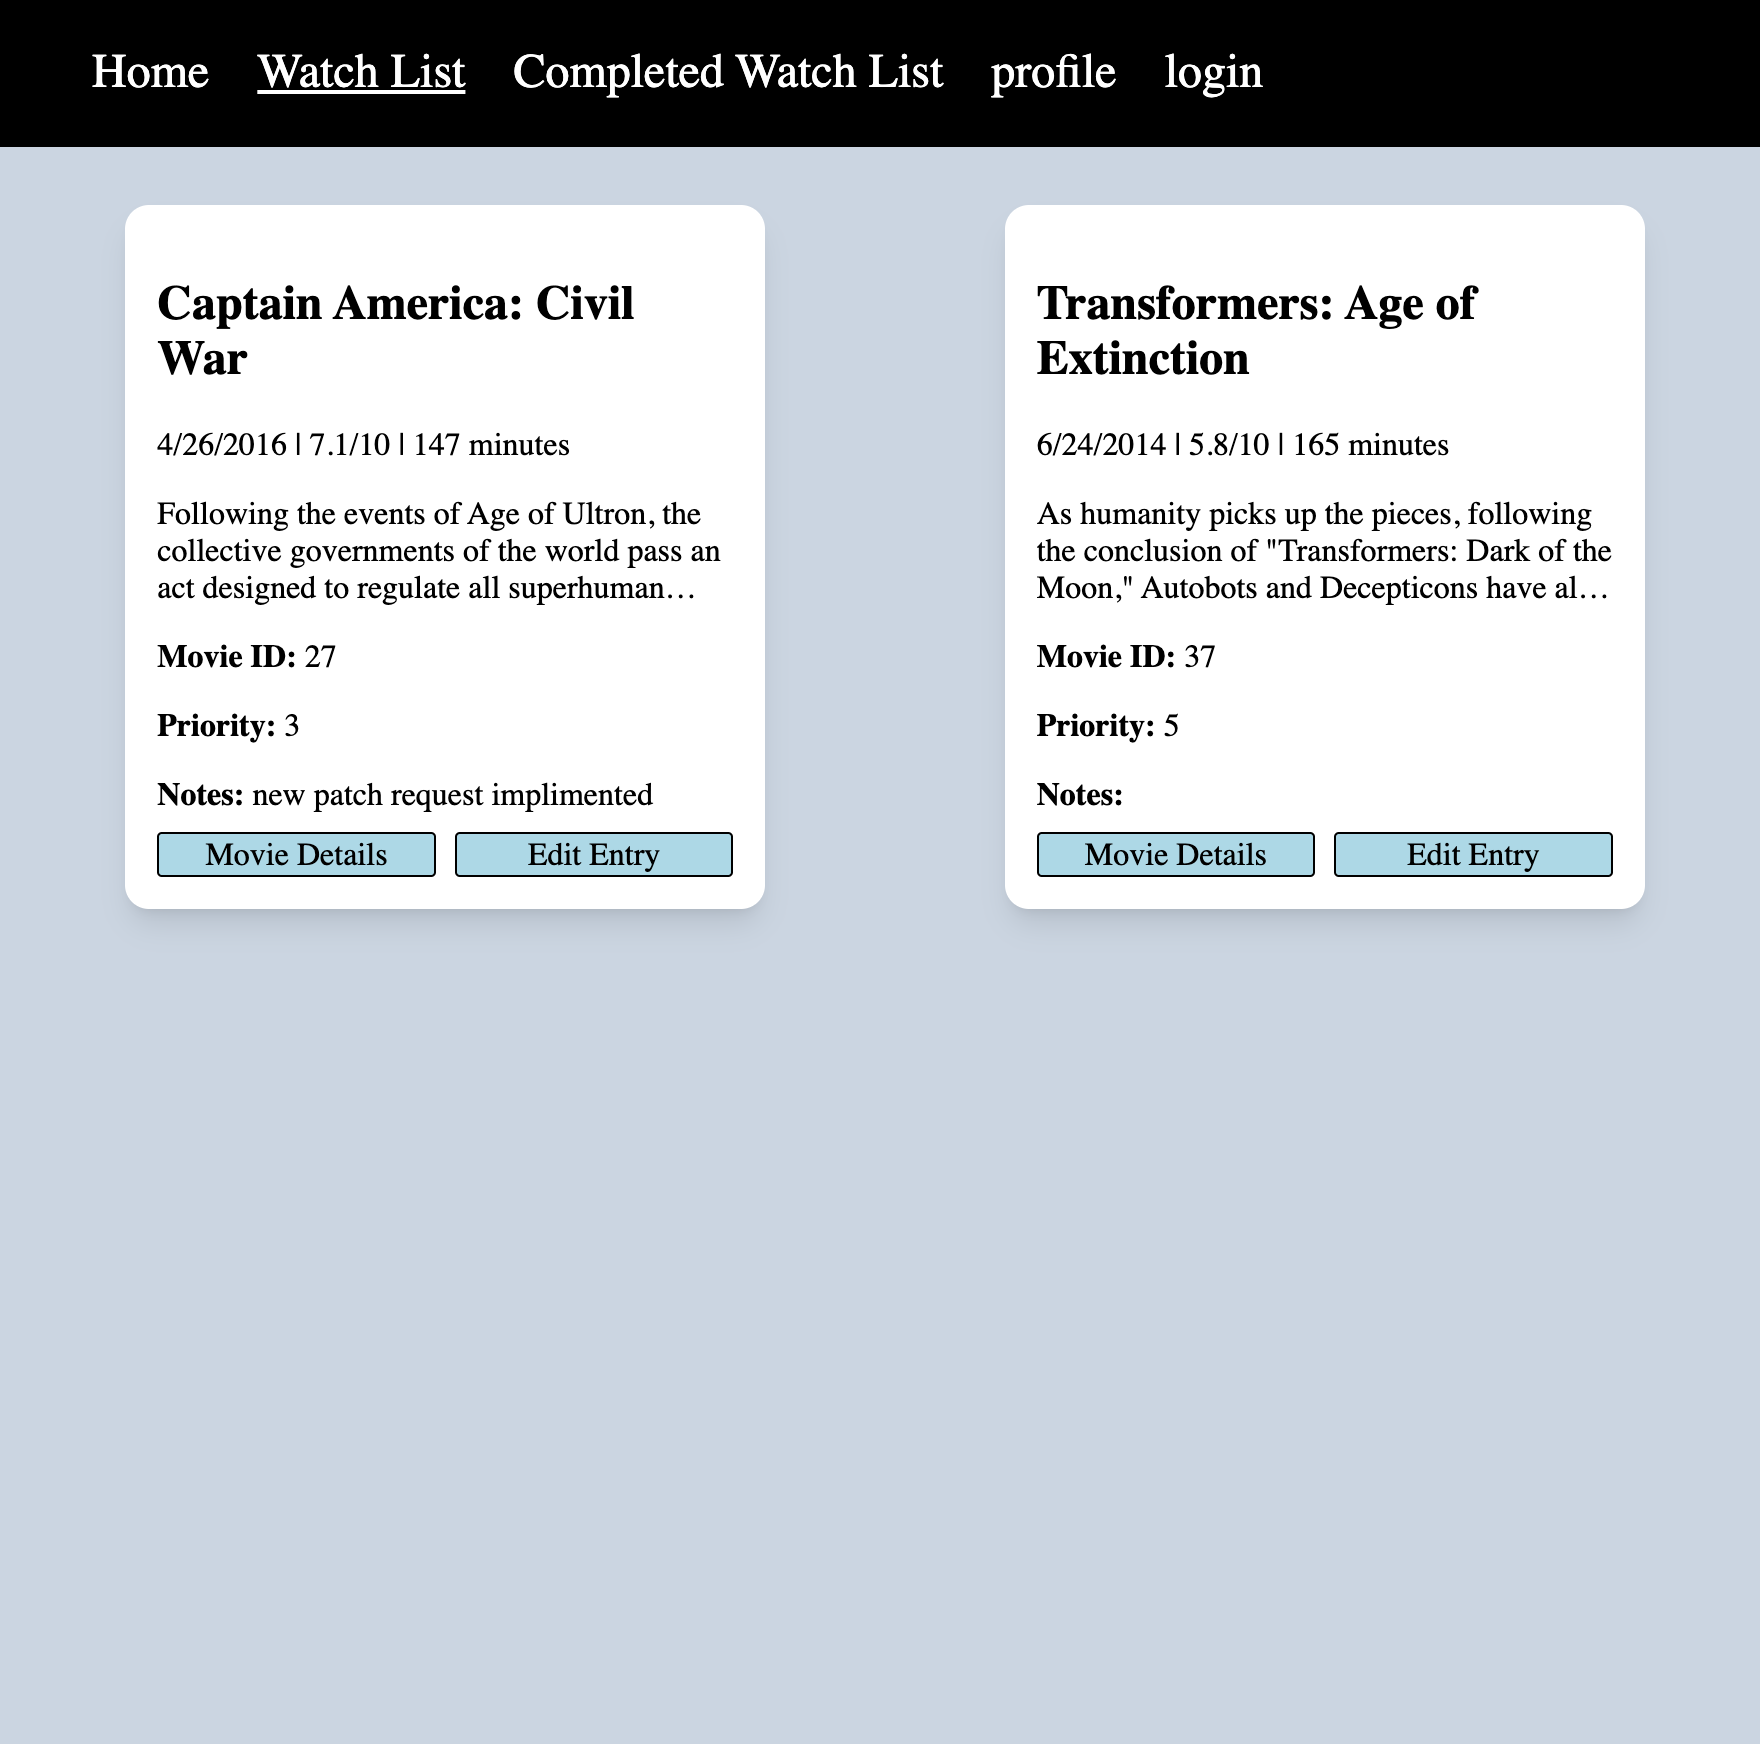 Home Watch List Completed Watch List profile login
Captain America: Civil
War
4/26/2016 | 7.1/10 | 147 minutes
Following the events of Age of Ultron, the
collective governments of the world pass an
act designed to regulate all superhuman…
Movie ID: 27
Priority: 3
Notes: new patch request implimented
Movie Details Edit Entry
Transformers: Age of
Extinction
6/24/2014 | 5.8/10 | 165 minutes
As humanity picks up the pieces, following
the conclusion of "Transformers: Dark of the
Moon," Autobots and Decepticons have al…
Movie ID: 37
Priority: 5
Notes:
Movie Details Edit Entry